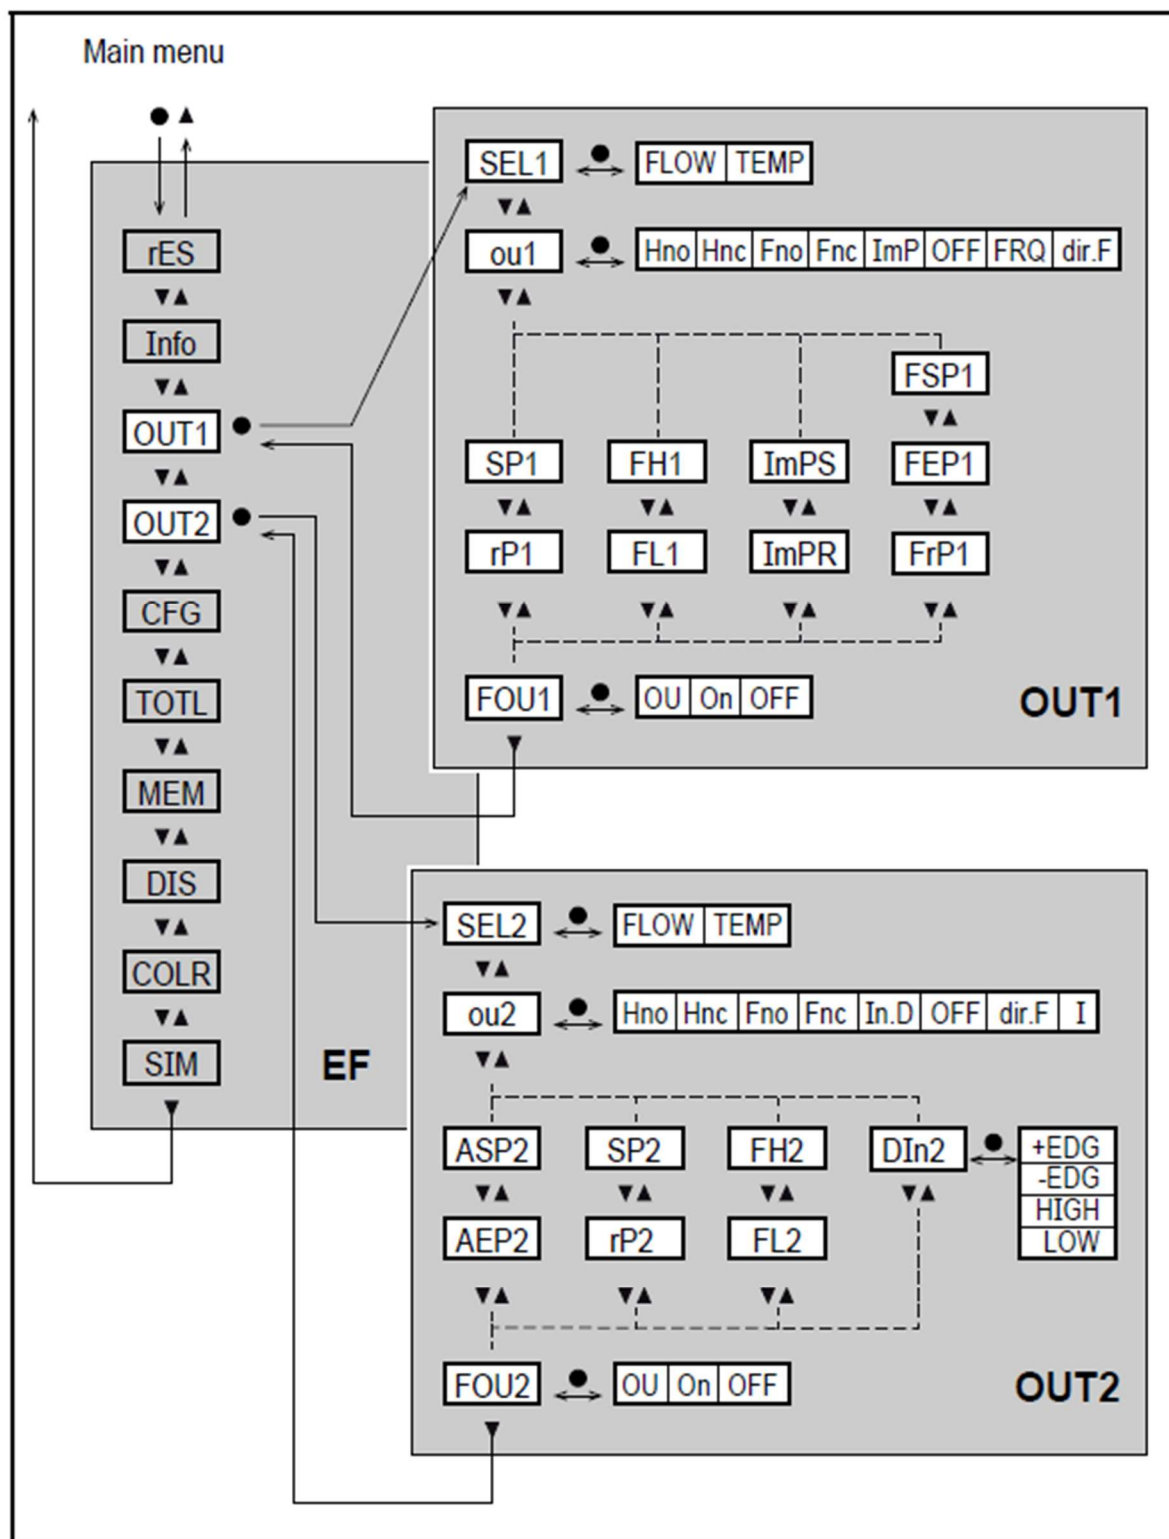 Main menu
rES
Info
OUT1
OUT2
CFG
TOTL
MEM
DIS
COLR
SIM
EF
SEL1 FLOW TEMP
ou1 Hno Hnc Fno Fnc ImP OFF FRQ dir.F
FSP1
SP1 FH1 ImPS FEP1
rP1 FL1 ImPR FrP1
FOU1 OU On OFF
OUT1
SEL2 FLOW TEMP
ou2 Hno Hnc Fno Fnc In.D OFF dir.F I
ASP2 SP2 FH2 DIn2 +EDG
-EDG
HIGH
LOW
AEP2 rP2 FL2
FOU2 OU On OFF
OUT2